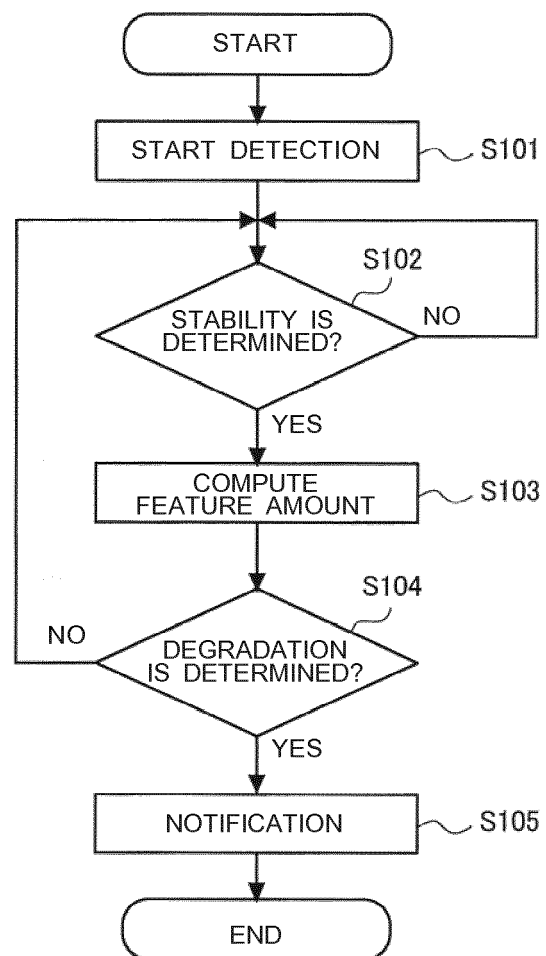 START
START DETECTION
S101
S102
STABILITY IS
DETERMINED?
NO
YES
COMPUTE
FEATURE AMOUNT
S103
S104
NO
DEGRADATION
IS DETERMINED?
YES
NOTIFICATION
S105
END